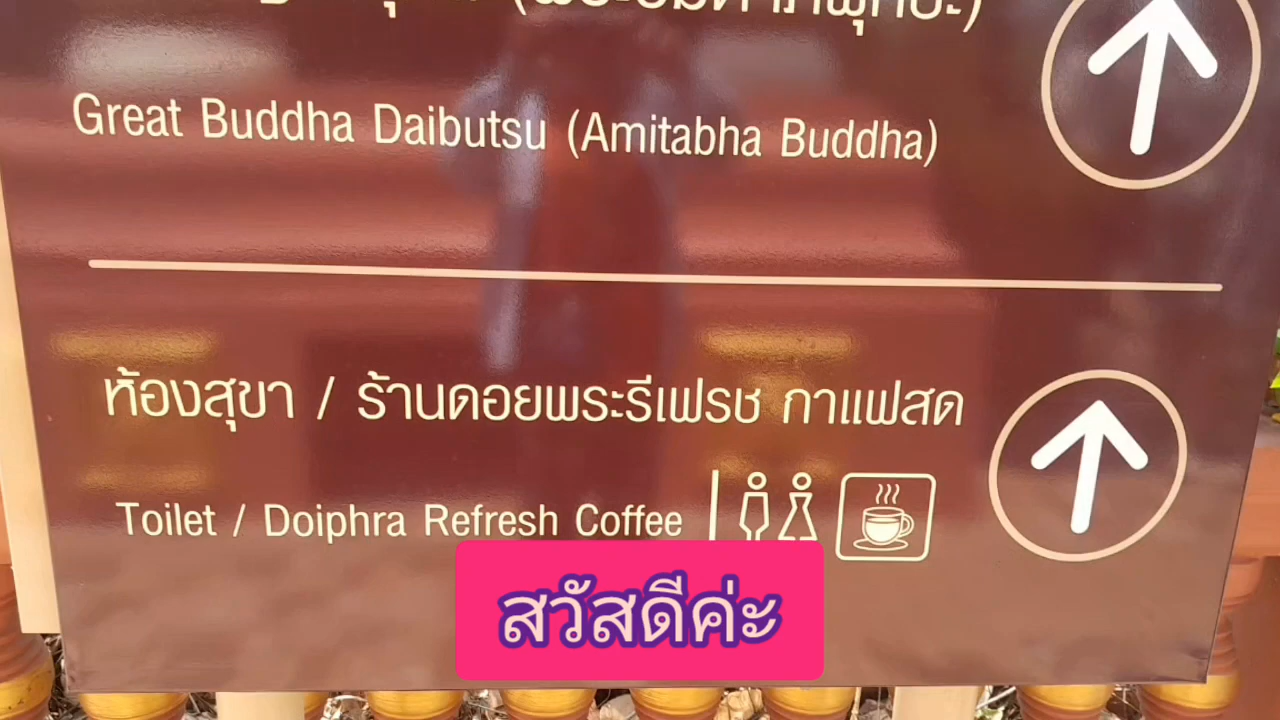 Great Buddha Daibutsu (Amitabha Buddha)
ห้องสุขา / ร้านดอยพระรีเฟรช กาแฟสด
Toilet / Doiphra Refresh Coffee
สวัสดีค่ะ